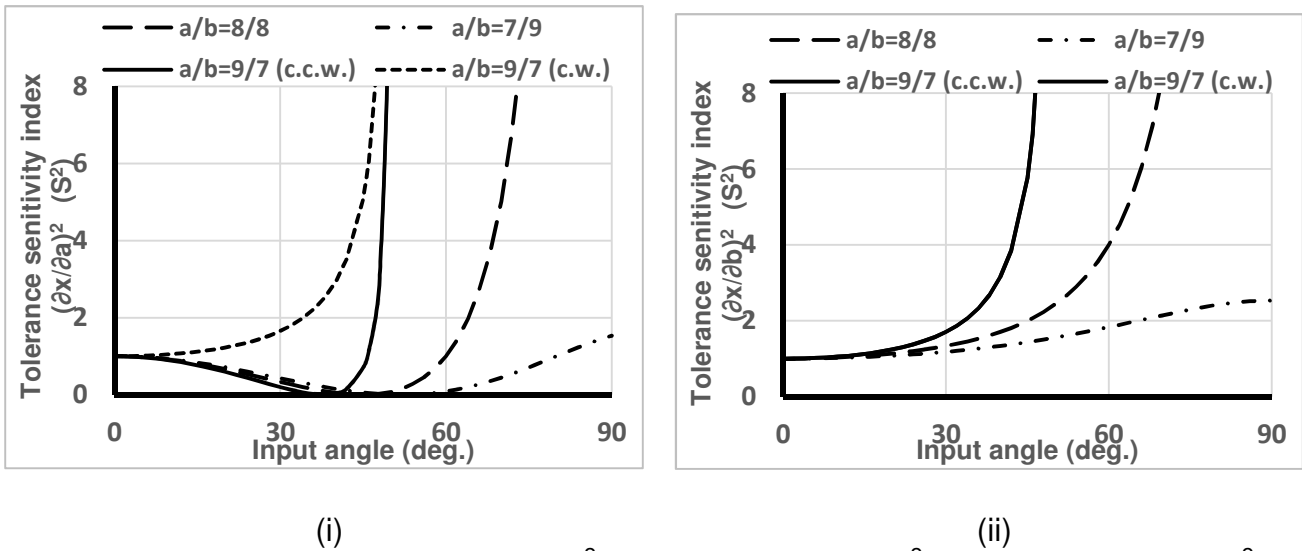 a/b=8/8 a/b=7/9
a/b=9/7 (c.c.w.) a/b=9/7 (c.w.)
Tolerance senitivity index
(∂x/∂a)² (S²)
8
6
4
2
0
0 30 60 90
Input angle (deg.)
(i)
a/b=8/8 a/b=7/9
a/b=9/7 (c.c.w.) a/b=9/7 (c.w.)
Tolerance senitivity index
(∂x/∂b)² (S²)
8
6
4
2
0
0 30 60 90
Input angle (deg.)
(ii)